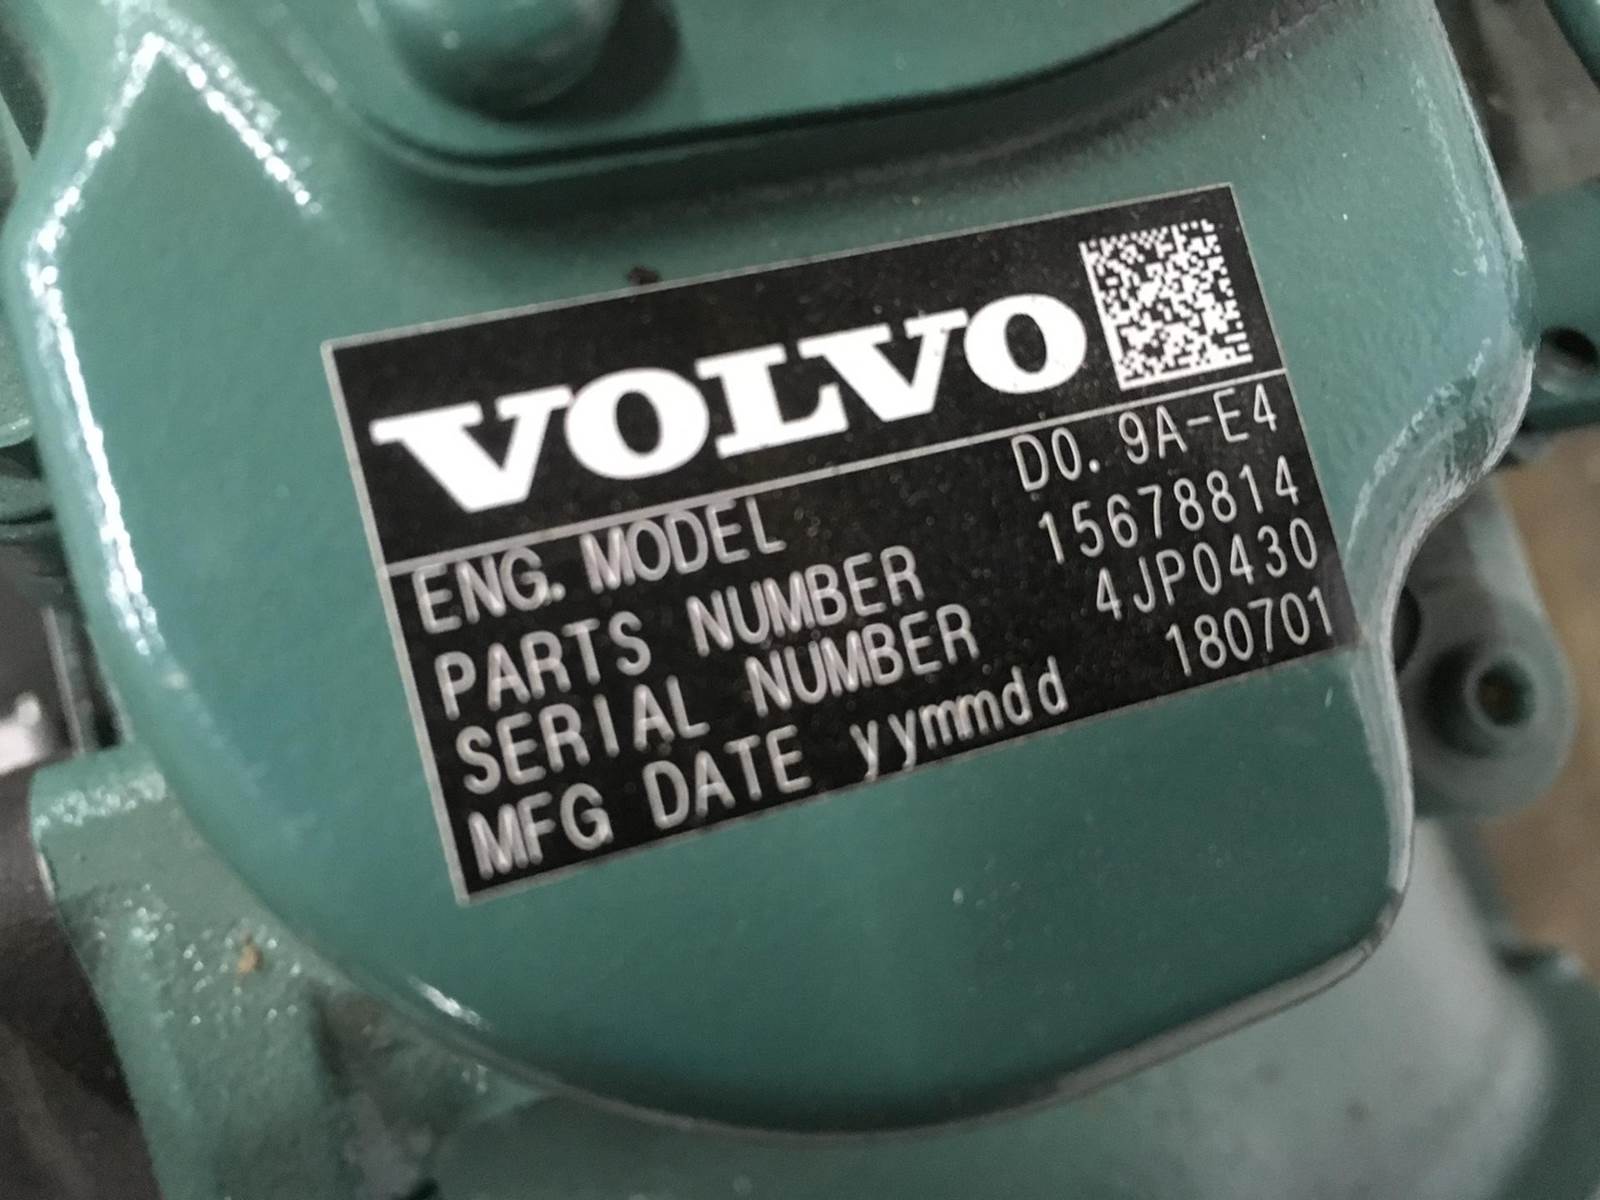 VOLVO
ENG. MODEL D0. 9A-E4
PARTS NUMBER 15678814
SERIAL NUMBER 4JP0430
MFG DATE yymmdd 180701